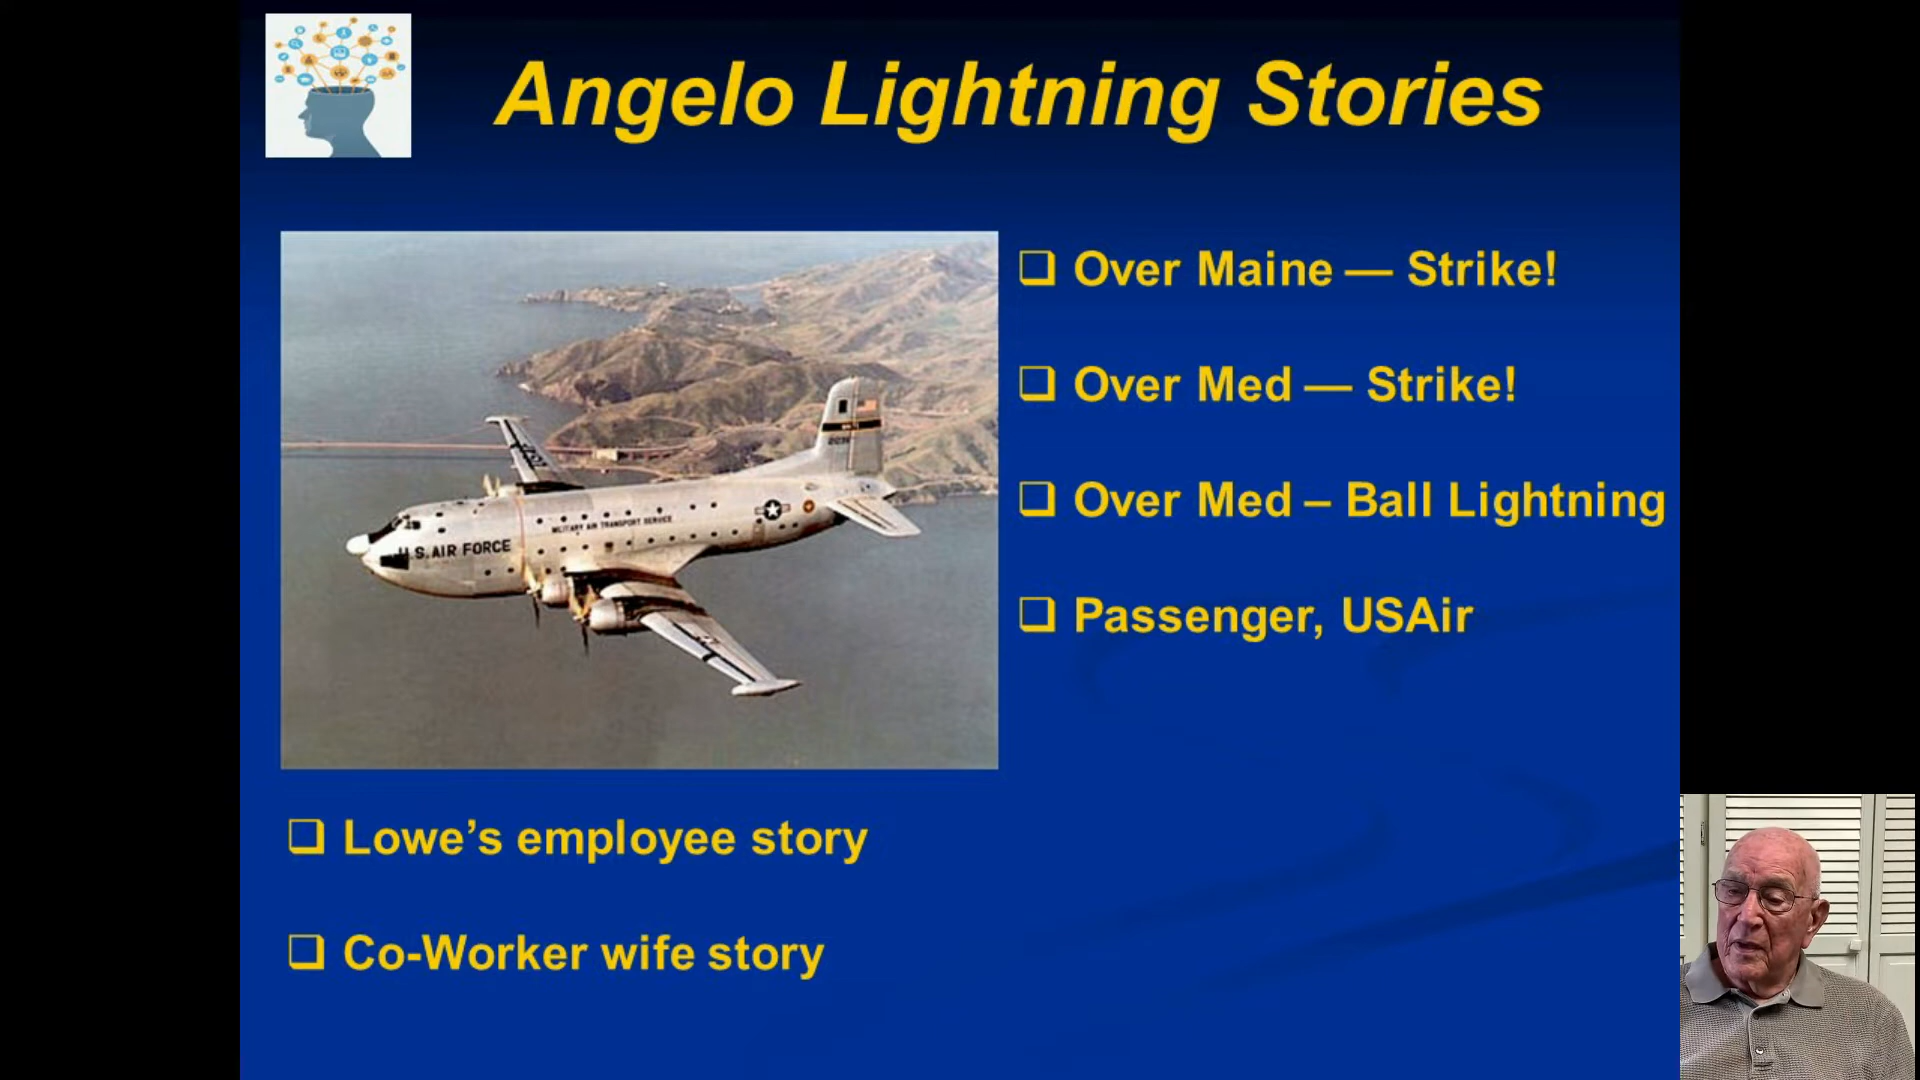 Angelo Lightning Stories
❑ Over Maine — Strike!
❑ Over Med — Strike!
❑ Over Med – Ball Lightning
❑ Passenger, USAir
U.S. AIR FORCE
MILITARY AIR TRANSPORT SERVICE
❑ Lowe’s employee story
❑ Co-Worker wife story